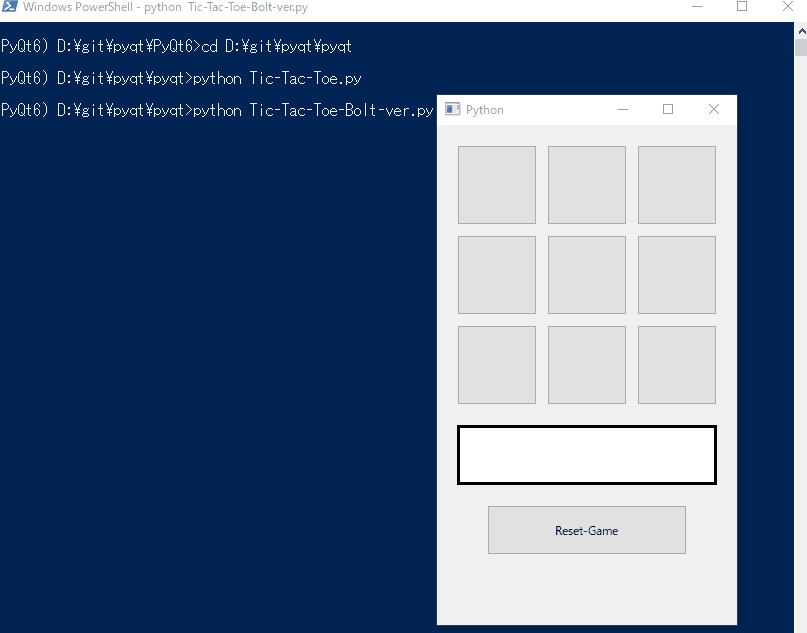 Windows PowerShell - python Tic-Tac-Toe-Bolt-ver.py
PyQt6) D:¥git¥pyqt¥PyQt6>cd D:¥git¥pyqt¥pyqt
PyQt6) D:¥git¥pyqt¥pyqt>python Tic-Tac-Toe.py
PyQt6) D:¥git¥pyqt¥pyqt>python Tic-Tac-Toe-Bolt-ver.py
Python
Reset-Game